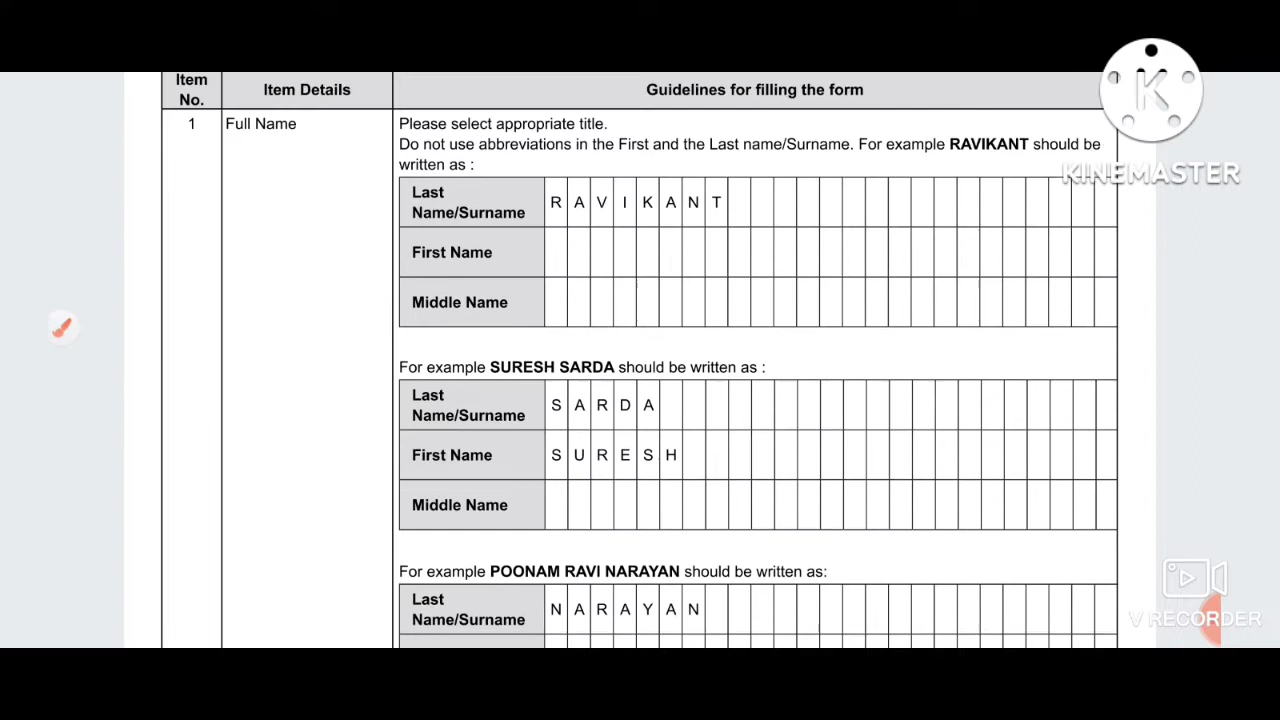 Item
No.
Item Details
Guidelines for filling the form
1
Full Name
Please select appropriate title.
Do not use abbreviations in the First and the Last name/Surname. For example RAVIKANT should be
written as :
Last
Name/Surname
R A V I K A N T
First Name
Middle Name
For example SURESH SARDA should be written as :
Last
Name/Surname
S A R D A
First Name
S U R E S H
Middle Name
For example POONAM RAVI NARAYAN should be written as:
Last
Name/Surname
N A R A Y A N
K
KINEMASTER
V RECORDER